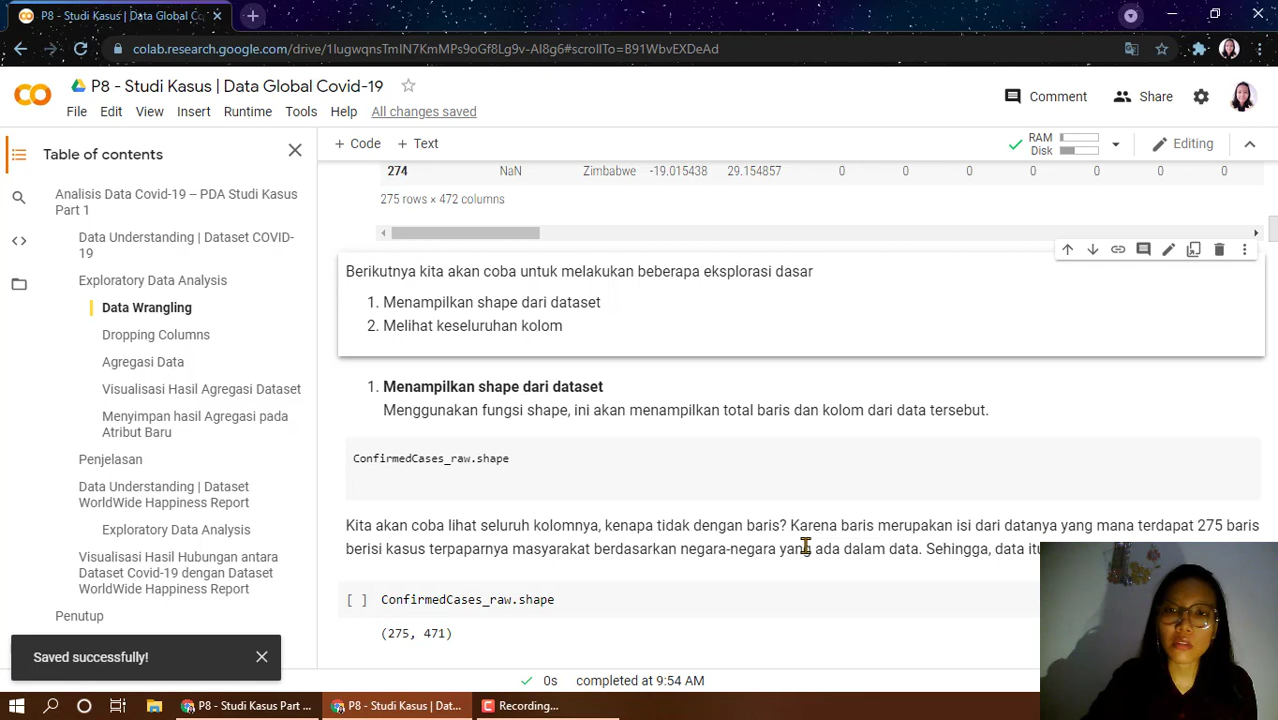 P8 - Studi Kasus | Data Global Co
colab.research.google.com/drive/1lugwqnsTmIN7KmMPs9oGf8Lg9v-AI8g6#scrollTo=B91WbvEXDeAd
P8 - Studi Kasus | Data Global Covid-19
Comment
Share
File Edit View Insert Runtime Tools Help All changes saved
Table of contents
+ Code + Text
RAM
Disk
Editing
Analisis Data Covid-19 – PDA Studi Kasus
Part 1
Data Understanding | Dataset COVID-
19
Exploratory Data Analysis
Data Wrangling
Dropping Columns
Agregasi Data
Visualisasi Hasil Agregasi Dataset
Menyimpan hasil Agregasi pada
Atribut Baru
Penjelasan
Data Understanding | Dataset
WorldWide Happiness Report
Exploratory Data Analysis
Visualisasi Hasil Hubungan antara
Dataset Covid-19 dengan Dataset
WorldWide Happiness Report
Penutup
Saved successfully!
274 NaN Zimbabwe -19.015438 29.154857 0 0 0 0 0 0 0
275 rows × 472 columns
Berikutnya kita akan coba untuk melakukan beberapa eksplorasi dasar
1. Menampilkan shape dari dataset
2. Melihat keseluruhan kolom
1. Menampilkan shape dari dataset
Menggunakan fungsi shape, ini akan menampilkan total baris dan kolom dari data tersebut.
ConfirmedCases_raw.shape
Kita akan coba lihat seluruh kolomnya, kenapa tidak dengan baris? Karena baris merupakan isi dari datanya yang mana terdapat 275 baris
berisi kasus terpaparnya masyarakat berdasarkan negara-negara yang ada dalam data. Sehingga, data
[ ] ConfirmedCases_raw.shape
(275, 471)
0s completed at 9:54 AM
P8 - Studi Kasus Part ...
P8 - Studi Kasus | Dat...
Recording...